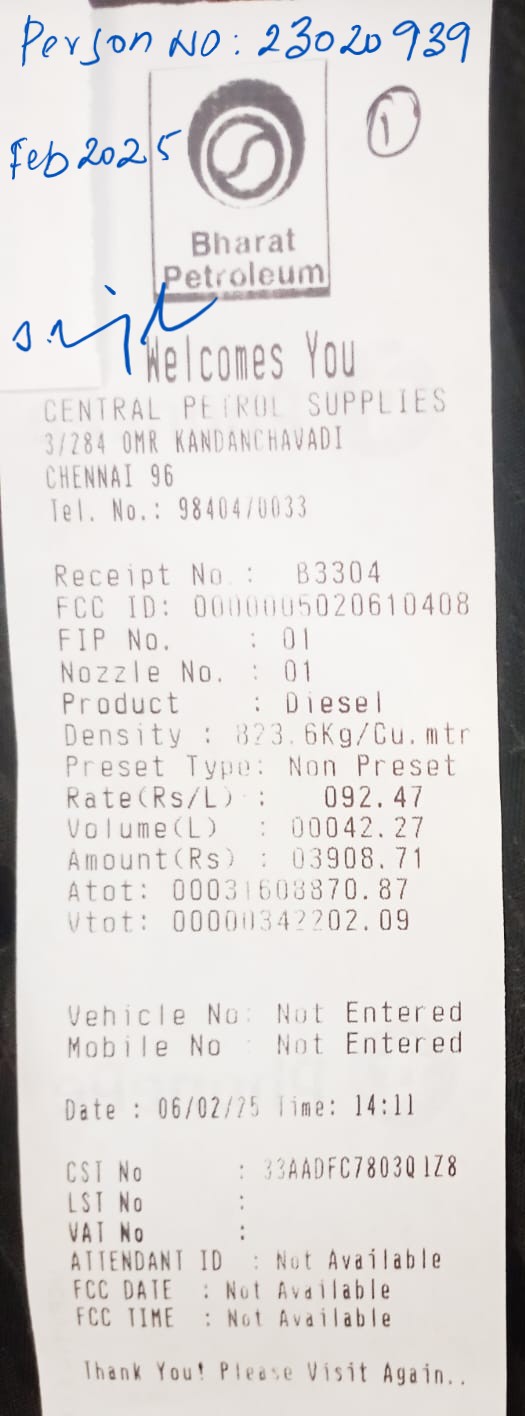 Person NO: 23020939
Feb 2025
1
Bharat
Petroleum
Welcomes You
CENTRAL PETROL SUPPLIES
3/284 OMR KANDANCHAVADI
CHENNAI 96
Tel. No.: 9840470033
Receipt No.: B3304
FCC ID: 0000005020610408
FIP No. : 01
Nozzle No. : 01
Product : Diesel
Density : 823.6Kg/Cu.mtr
Preset Type: Non Preset
Rate(Rs/L) : 092.47
Volume(L) : 00042.27
Amount(Rs) : 03908.71
Atot: 00031608870.87
Vtot: 00000342202.09
Vehicle No: Not Entered
Mobile No : Not Entered
Date : 06/02/25 Time: 14:11
CST No : 33AADFC7803Q1Z8
LST No :
VAT No :
ATTENDANT ID : Not Available
FCC DATE : Not Available
FCC TIME : Not Available
Thank You! Please Visit Again..